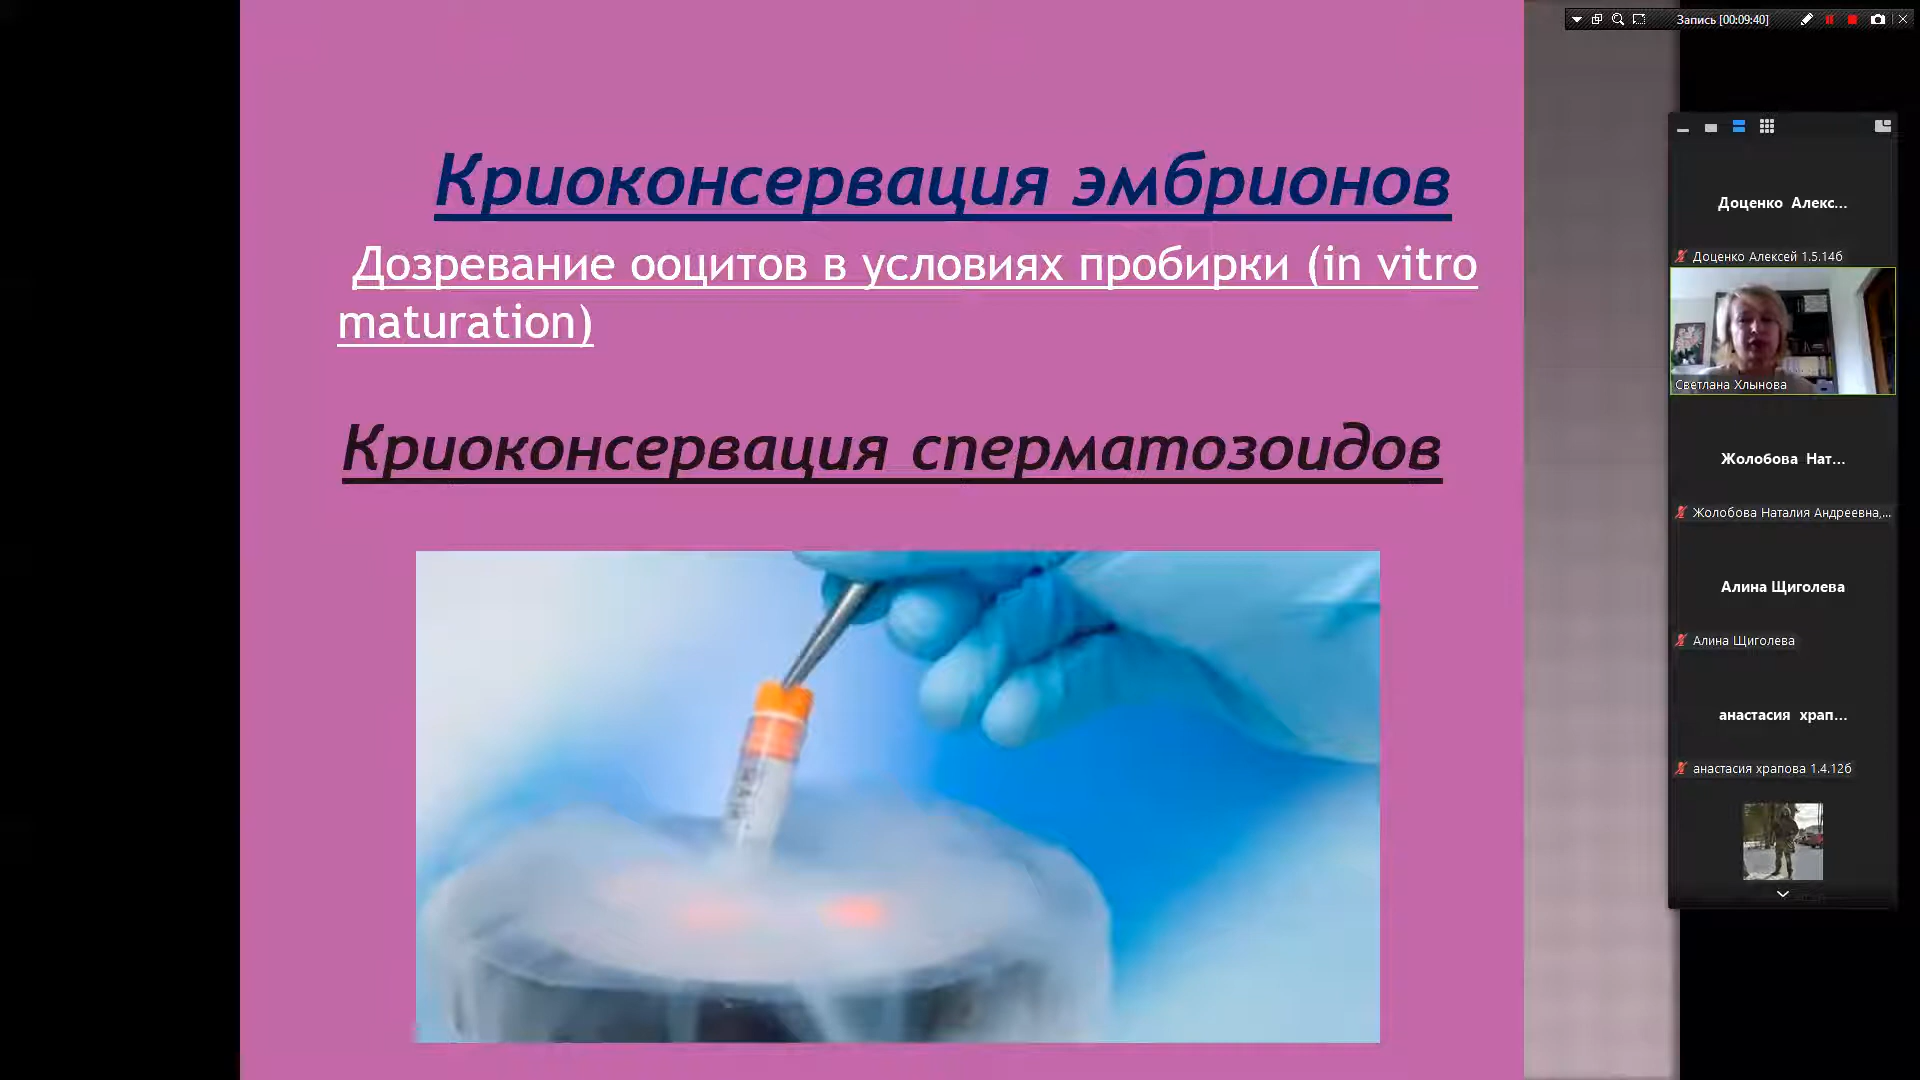 Запись [00:09:40]
Криоконсервация эмбрионов
Дозревание ооцитов в условиях пробирки (in vitro
maturation)
Криоконсервация сперматозоидов
Доценко Алекс...
Доценко Алексей 1.5.14б
Светлана Хлынова
Жолобова Нат...
Жолобова Наталия Андреевна,...
Алина Щиголева
Алина Щиголева
анастасия храп...
анастасия храпова 1.4.12б